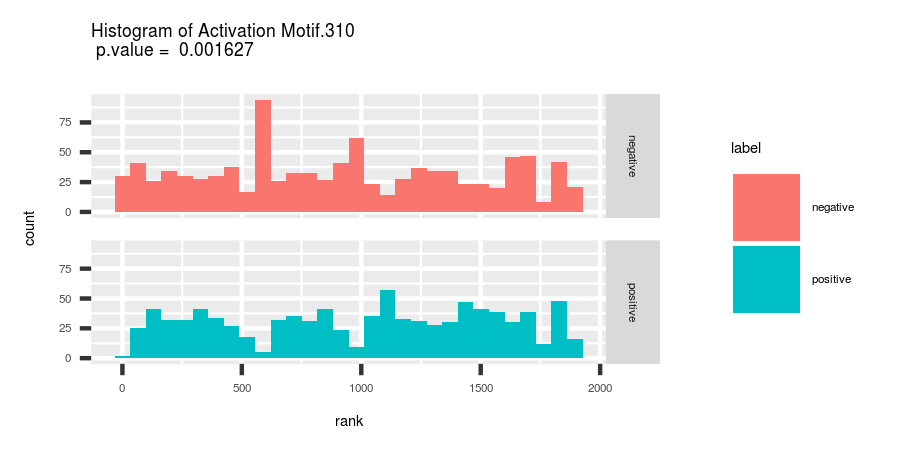 Histogram of Activation Motif.310
p.value = 0.001627
75
50
25
0
negative
75
50
25
0
positive
0 500 1000 1500 2000
rank
count
label
negative
positive